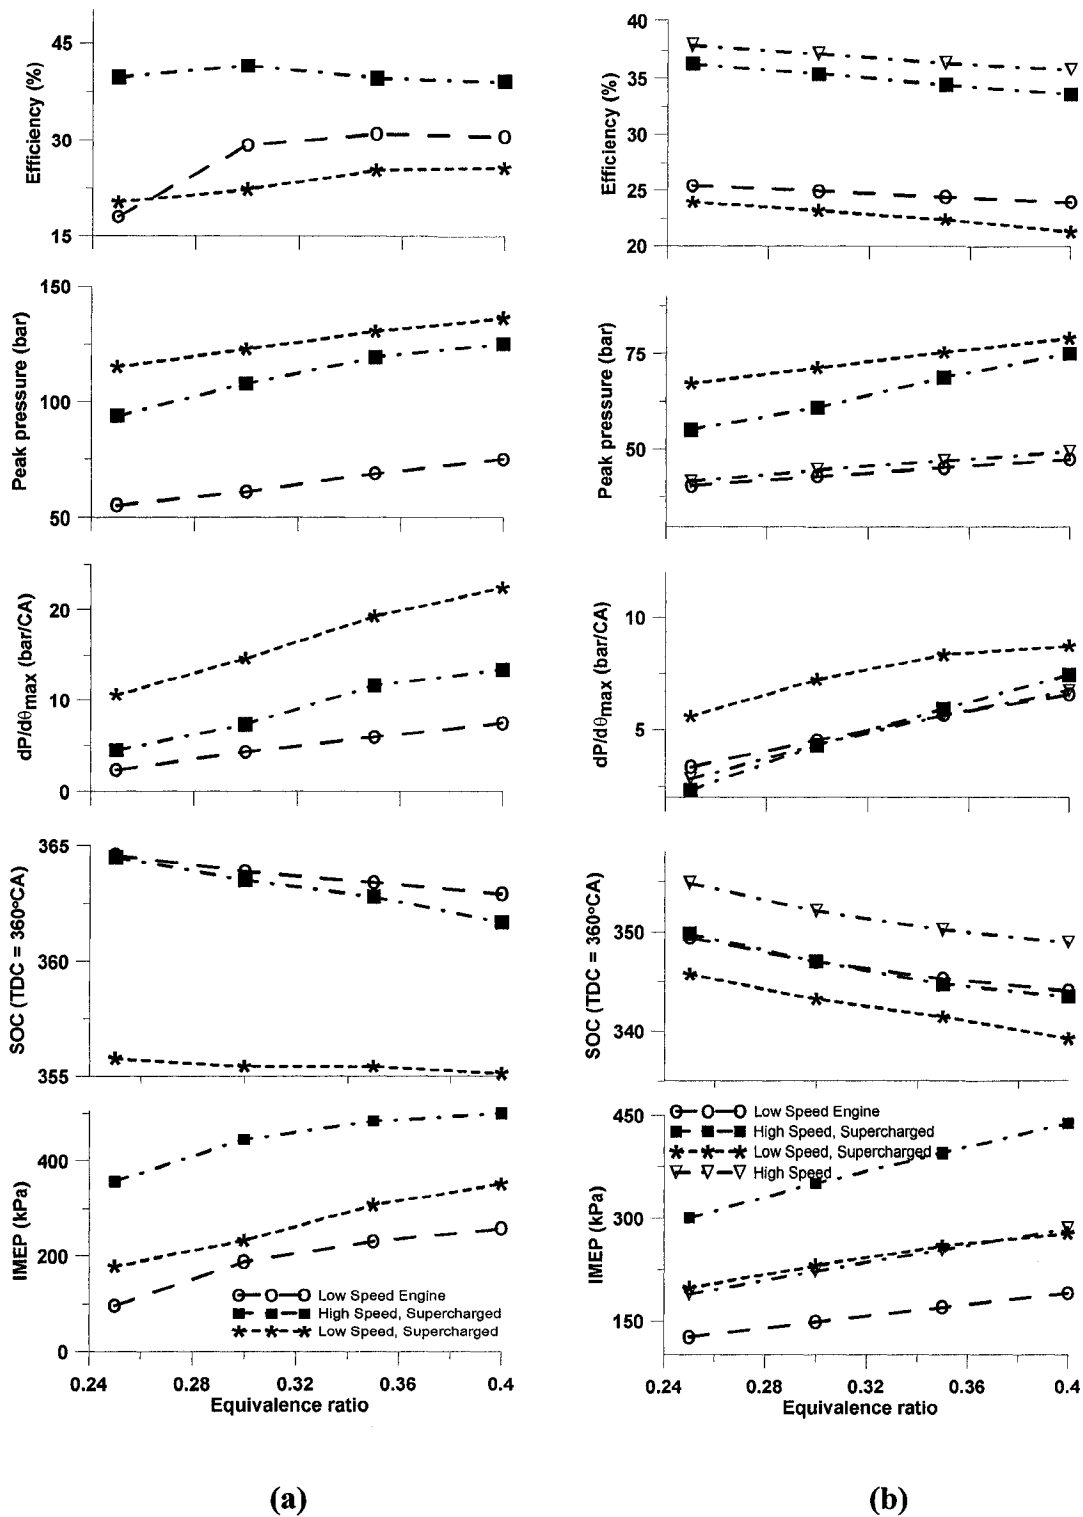 Efficiency (%)
45
30
15
Peak pressure (bar)
150
100
50
dP/dθmax (bar/CA)
20
10
0
SOC (TDC = 360ºCA)
365
360
355
IMEP (kPa)
400
200
0
Low Speed Engine
High Speed, Supercharged
Low Speed, Supercharged
0.24 0.28 0.32 0.36 0.4
Equivalence ratio
(a)
Efficiency (%)
40
35
30
25
20
Peak pressure (bar)
75
50
dP/dθmax (bar/CA)
10
5
SOC (TDC = 360ºCA)
350
340
IMEP (kPa)
450
300
150
Low Speed Engine
High Speed, Supercharged
Low Speed, Supercharged
High Speed
0.24 0.28 0.32 0.36 0.4
Equivalence ratio
(b)